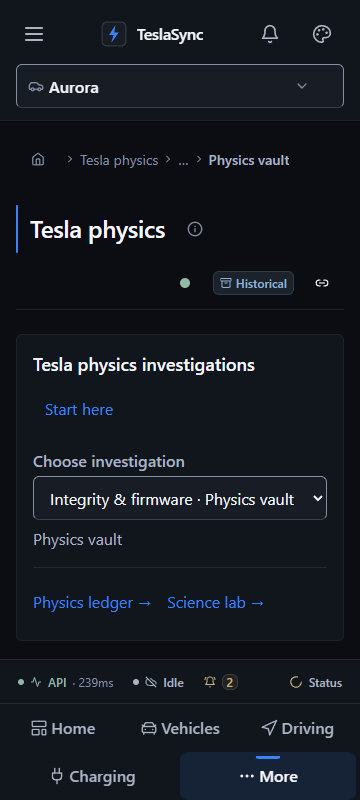 TeslaSync
Aurora
Tesla physics ... Physics vault
Tesla physics
Historical
Tesla physics investigations
Start here
Choose investigation
Integrity & firmware · Physics vault
Physics vault
Physics ledger → Science lab →
API · 239ms Idle 2 Status
Home Vehicles Driving
Charging More